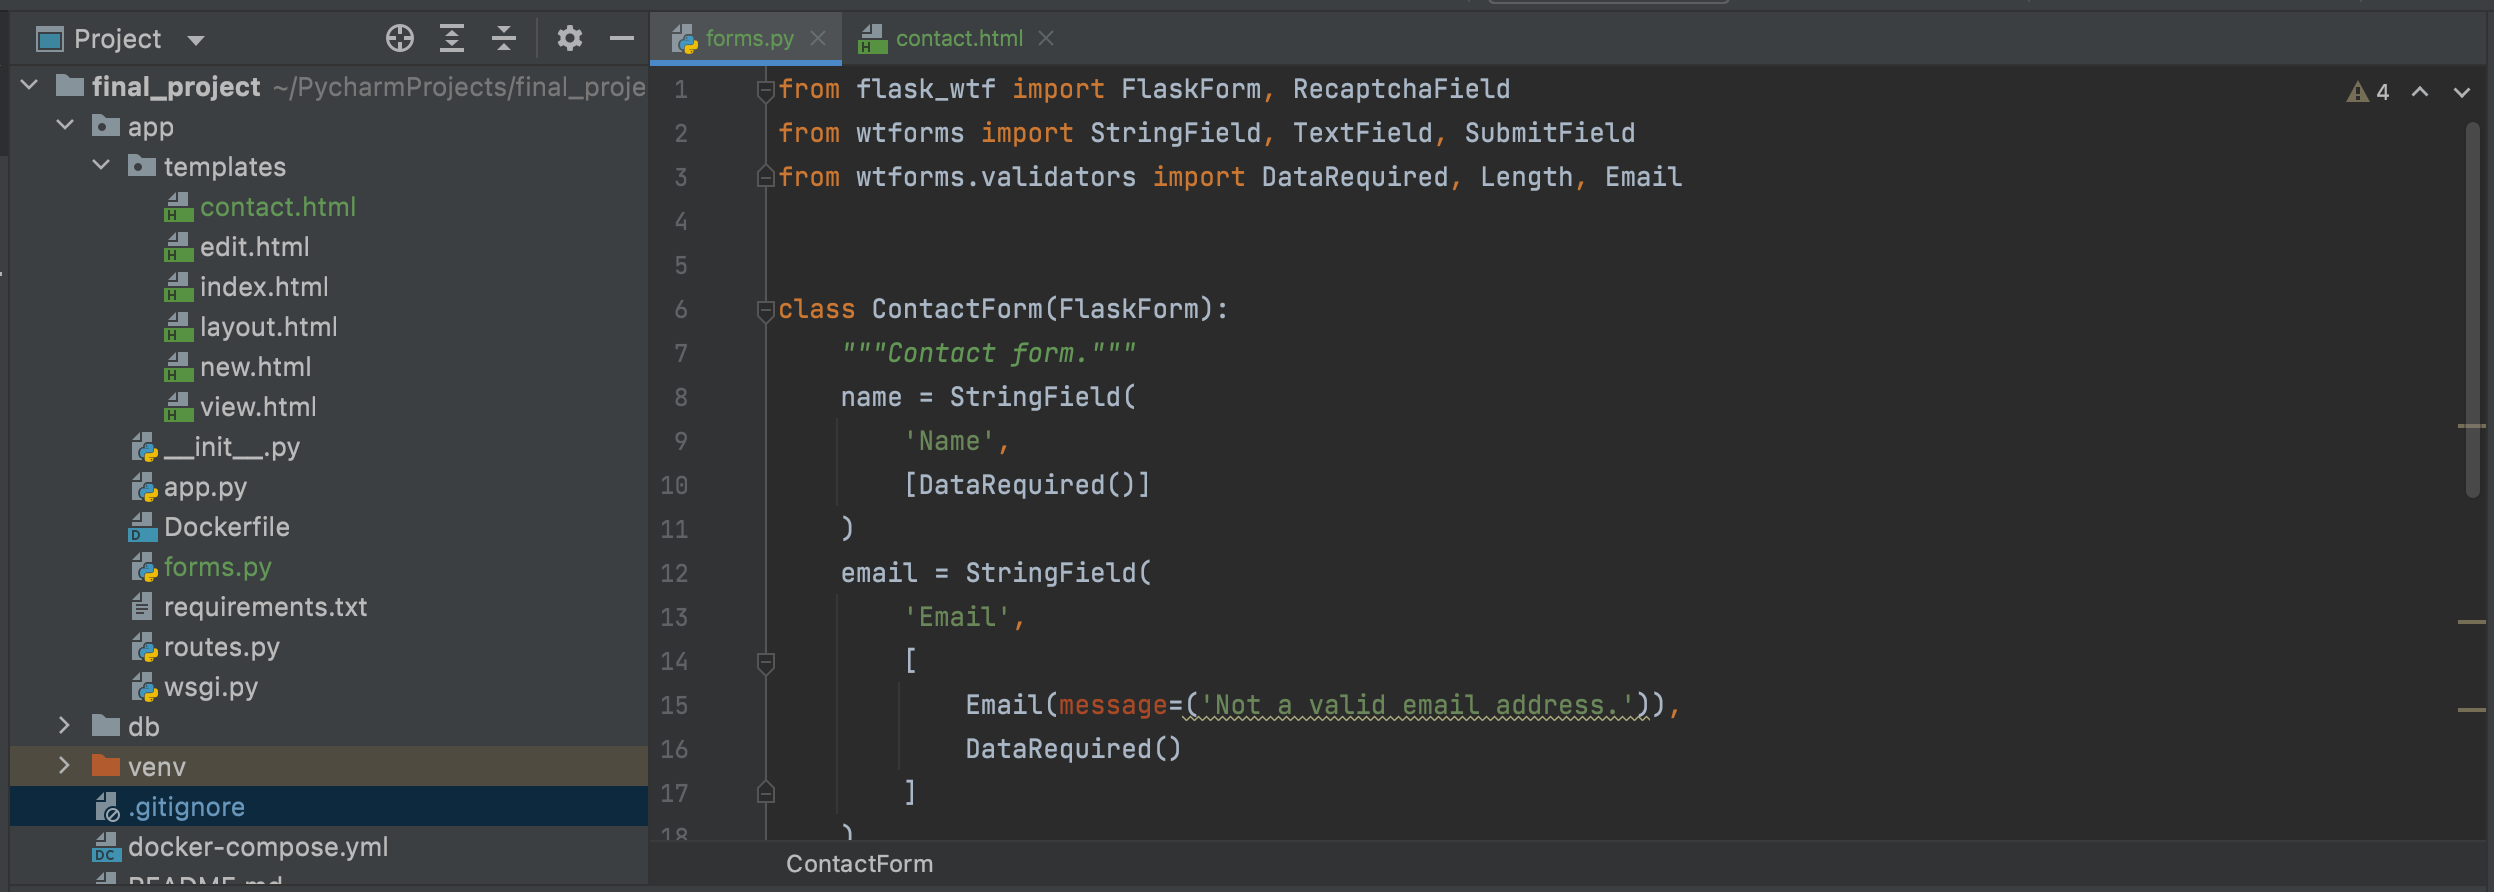 Project
final_project ~/PycharmProjects/final_proje
app
templates
contact.html
edit.html
index.html
layout.html
new.html
view.html
__init__.py
app.py
Dockerfile
forms.py
requirements.txt
routes.py
wsgi.py
db
venv
.gitignore
docker-compose.yml
README.md
forms.py
contact.html
4
1 from flask_wtf import FlaskForm, RecaptchaField
2 from wtforms import StringField, TextField, SubmitField
3 from wtforms.validators import DataRequired, Length, Email
4
5
6 class ContactForm(FlaskForm):
7 """Contact form."""
8 name = StringField(
9 'Name',
10 [DataRequired()]
11 )
12 email = StringField(
13 'Email',
14 [
15 Email(message=('Not a valid email address.')),
16 DataRequired()
17 ]
18 )
ContactForm